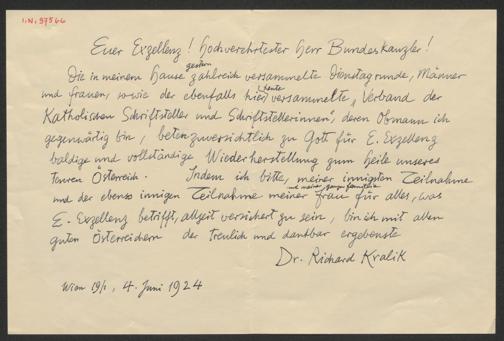 I.N. 97566
Euer Exzellenz! Hochverehrtester Herr Bundeskanzler!
gestern
Die in meinem Hause zahlreich versammelte Dienstagrunde, Männer
heute
und Frauen, sowie der ebenfalls hier versammelte „Verband der
Katholischen Schriftsteller und Schriftstellerinnen", deren Obmann ich
gegenwärtig bin, beten zuversichtlich zu Gott für E. Exzellenz
baldige und vollständige Wiederherstellung zum Heile unseres
teuren Österreich. Indem ich bitte, meiner innigsten Teilnahme
und meiner ganzen Familie
und der ebenso innigen Teilnahme meiner Frau für alles, was
E. Exzellenz betrifft, allzeit versichert zu sein, bin ich mit allen
guten Österreichern der treulich und dankbar ergebenste
Dr. Richard Kralik
Wien 19/1, 4. Juni 1924